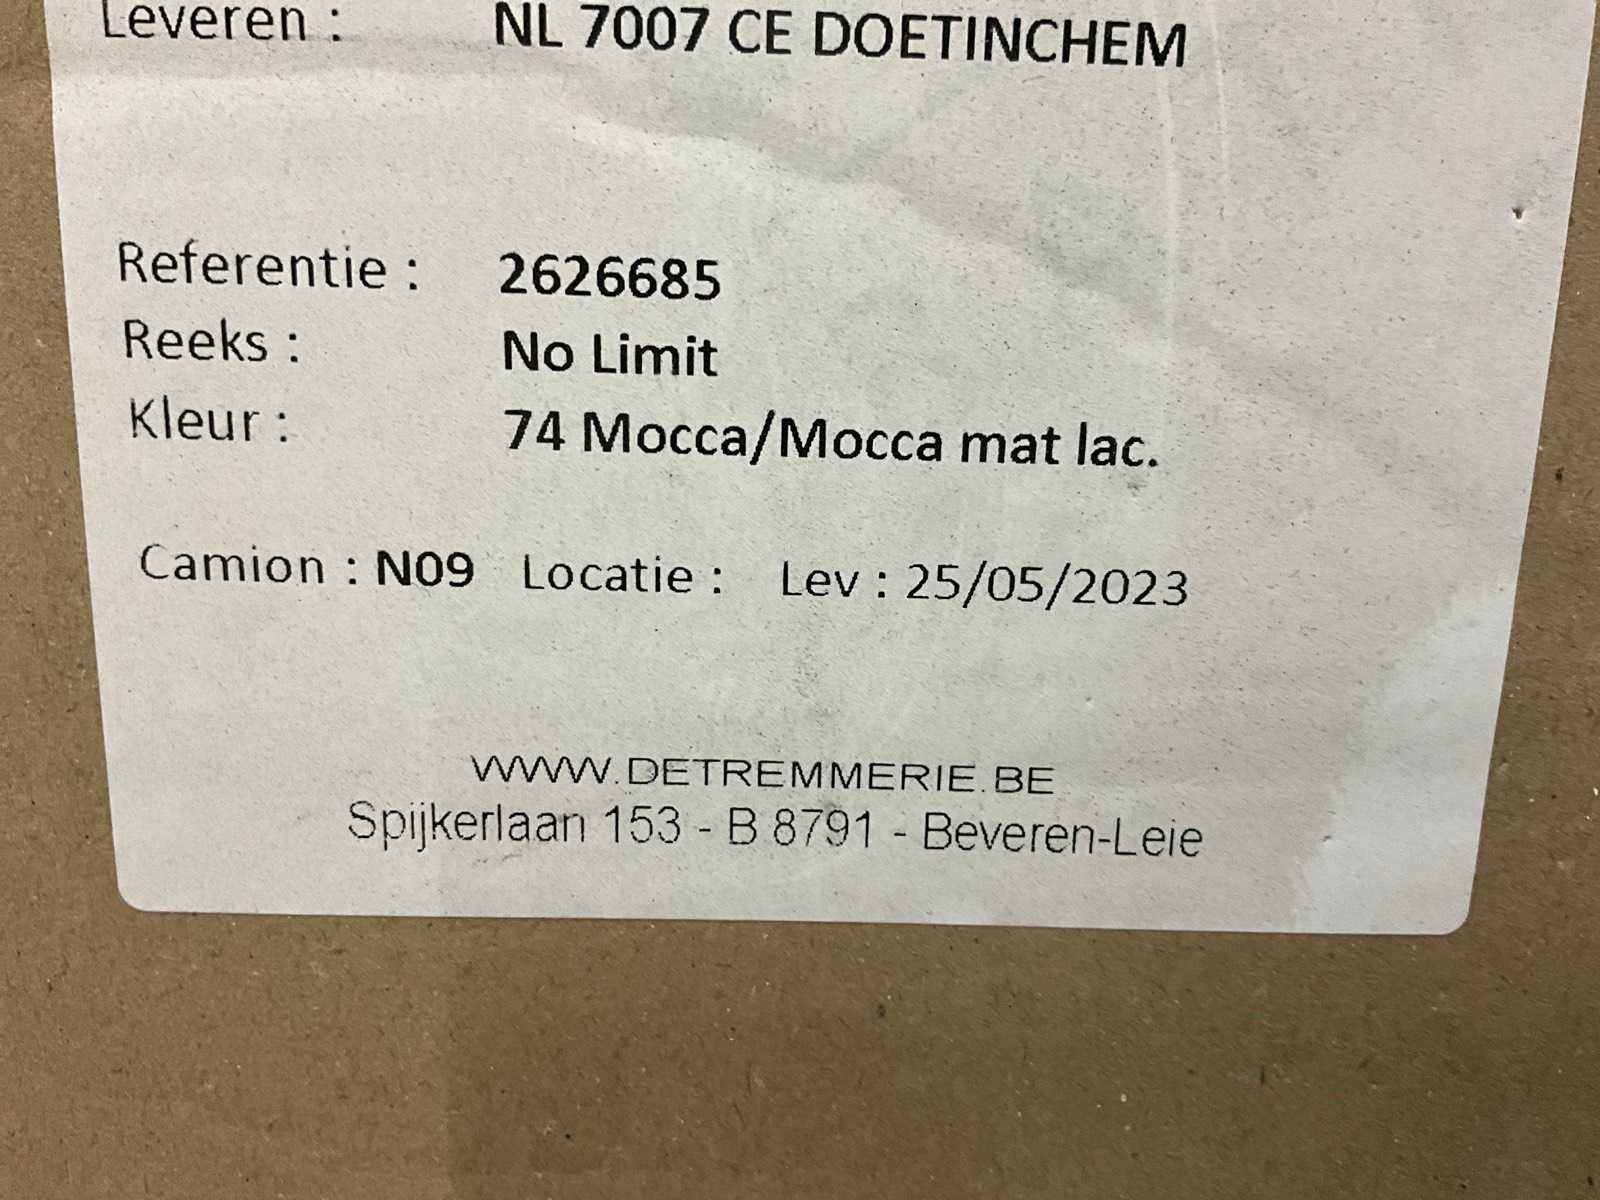 Leveren : NL 7007 CE DOETINCHEM
Referentie : 2626685
Reeks : No Limit
Kleur : 74 Mocca/Mocca mat lac.
Camion : N09 Locatie : Lev : 25/05/2023
WWW.DETREMMERIE.BE
Spijkerlaan 153 - B 8791 - Beveren-Leie